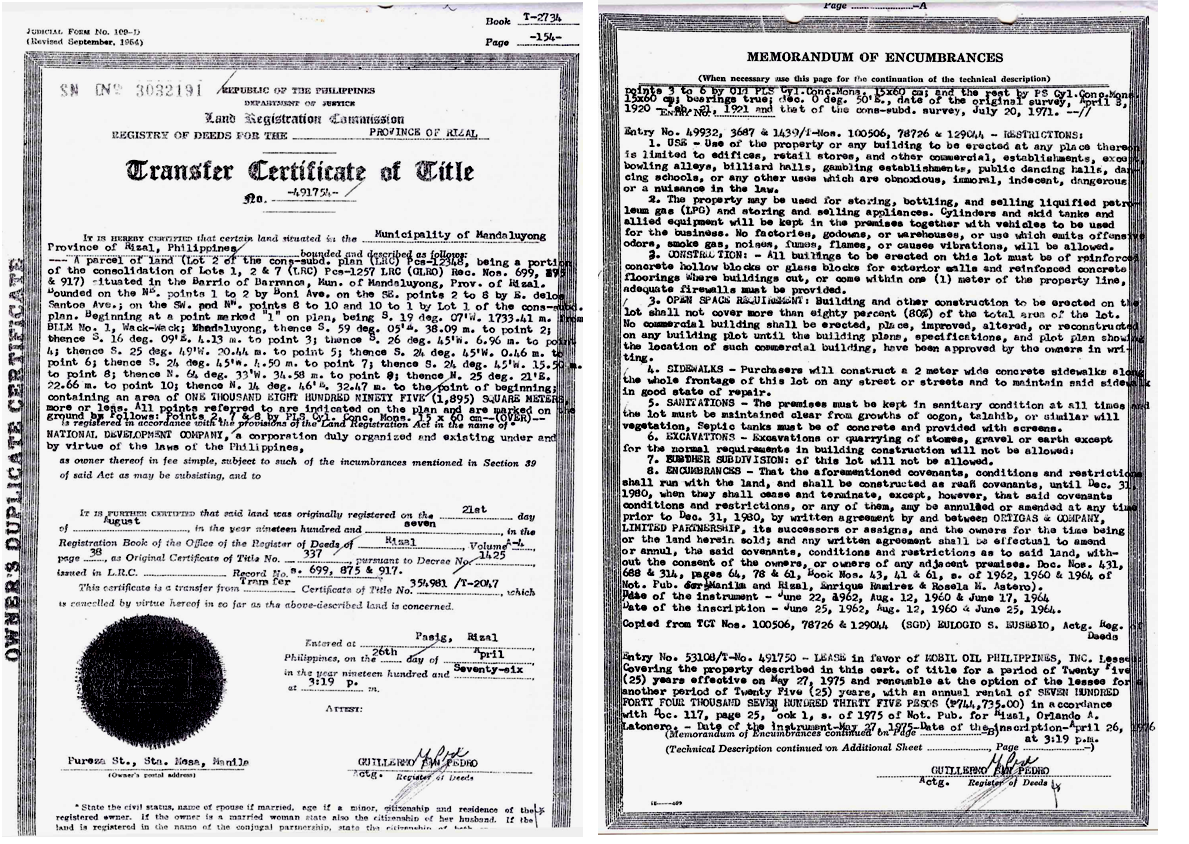 JUDICIAL FORM NO. 109-D
(Revised September, 1954)
Book T-2734
Page -154-
SN (Nº 3032191
REPUBLIC OF THE PHILIPPINES
DEPARTMENT OF JUSTICE
Land Registration Commission
REGISTRY OF DEEDS FOR THE PROVINCE OF RIZAL
Transfer Certificate of Title
No. -491754-
IT IS HEREBY CERTIFIED that certain land situated in the Municipality of Mandaluyong
Province of Rizal, Philippines bounded and described as follows:
---- A parcel of land (Lot 2 of the cons-subd. plan (LRC) Pcs-12348, being a portion
of the consolidation of Lots 1, 2 & 7 (LRC) Pcs-1257 LRC (GLRO) Rec. Nos. 699, 875
& 917) situated in the Barrio of Barranca, Mun. of Mandaluyong, Prov. of Rizal.
Bounded on the NE. points 1 to 2 by Boni Ave. on the SE. points 2 to 8 by E. delos
Santos Ave.; on the SW. and NW. points 8 to 10 and 10 to 1 by Lot 1 of the cons-subd.
plan. Beginning at a point marked "1" on plan, being S. 19 deg. 07'W. 1733.41 m. from
BLLM No. 1, Wack-Wack; Mandaluyong, thence S. 59 deg. 05'E. 38.09 m. to point 2;
thence S. 16 deg. 09'E. 4.13 m. to point 3; thence S. 26 deg. 45'W. 6.96 m. to point
4; thence S. 25 deg. 49'W. 20.44 m. to point 5; thence S. 24 deg. 45'W. 0.46 m. to
point 6; thence S. 24 deg. 45'W. 4.50 m. to point 7; thence S. 24 deg. 45'W. 15.50 m.
to point 8; thence N. 64 deg. 33'W. 34.58 m. to point 9; thence N. 25 deg. 21'E.
22.66 m. to point 10; thence N. 14 deg. 46'E. 32.47 m. to the point of beginning;
containing an area of ONE THOUSAND EIGHT HUNDRED NINETY FIVE (1,895) SQUARE METERS,
more or less. All points referred to are indicated on the plan and are marked on the
ground as follows: Points 2, 7 & 8 by PLS Cyl. Conc. Mons. 15 x 60 cm--(OVER)--
is registered in accordance with the provisions of the Land Registration Act in the name of *
NATIONAL DEVELOPMENT COMPANY, a corporation duly organized and existing under and
by virtue of the laws of the Philippines,
as owner thereof in fee simple, subject to such of the incumbrances mentioned in Section 39
of said Act as may be subsisting, and to
IT IS FURTHER CERTIFIED that said land was originally registered on the 21st day
of August, in the year nineteen hundred and seven, in the
Registration Book of the Office of the Register of Deeds of Rizal, Volume A-4
page 38, as Original Certificate of Title No. 337, pursuant to Decree No. 1425
issued in L.R.C. Record No. s. 699, 875 & 917.
This certificate is a transfer from Transfer Certificate of Title No. 354981 /T-2047, which
is cancelled by virtue hereof in so far as the above-described land is concerned.
Entered at Pasig, Rizal
Philippines, on the 26th day of April
in the year nineteen hundred and Seventy-six
at 3:19 p. m.
ATTEST:
Pureza St., Sta. Mesa, Manila
(Owner's postal address)
GUILLERMO SAN PEDRO
Actg. Register of Deeds
* State the civil status, name of spouse if married, age if a minor, citizenship and residence of the
registered owner. If the owner is a married woman state also the citizenship of her husband. If the
land is registered in the name of the conjugal partnership, state the citizenship of both
OWNER'S DUPLICATE CERTIFICATE
Page -A
MEMORANDUM OF ENCUMBRANCES
(When necessary use this page for the continuation of the technical description)
points 3 to 6 by Old PLS Cyl.Conc.Mons. 15x60 cm; and the rest by PS Cyl.Conc.Mons.
15x60 cm; bearings true; dec. 0 deg. 50'E., date of the original survey, April 8,
1920 - Feb. 21, 1921 and that of the cons-subd. survey, July 20, 1971. --//
ENTRY NO.
Entry No. 49932, 3687 & 1439/T-Nos. 100506, 78726 & 129044 - RESTRICTIONS:
1. USE - Use of the property or any building to be erected at any place thereon
is limited to edifices, retail stores, and other commercial, establishments, excep
bowling alleys, billiard halls, gambling establishments, public dancing halls, dan
cing schools, or any other uses which are obnoxious, immoral, indecent, dangerous
or a nuisance in the law.
2. The property may be used for storing, bottling, and selling liquified petro
leum gas (LPG) and storing and selling appliances. Cylinders and skid tanks and
allied equipment will be kept in the premises together with vehicles to be used
for the business. No factories, godowns, or warehouses, or use which emits offensive
odors, smoke gas, noises, fumes, flames, or causes vibrations, will be allowed.
2. CONSTRUCTION: - All buildings to be erected on this lot must be of reinforced
concrete hollow blocks or glass blocks for exterior walls and reinforced concrete
floorings Where buildings cut, or come within one (1) meter of the property line,
adequate firewalls must be provided.
3. OPEN SPACE REQUIREMENT: Building and other construction to be erected on the
lot shall not cover more than eighty percent (80%) of the total area of the lot.
No commercial building shall be erected, place, improved, altered, or reconstructed
on any building plot until the building plans, specifications, and plot plan showing
the location of such commercial building, have been approved by the owners in wri-
ting.
4. SIDEWALKS - Purchasers will construct a 2 meter wide concrete sidewalks along
the whole frontage of this lot on any street or streets and to maintain said sidewalk
in good state of repair.
5. SANITATIONS - The premises must be kept in sanitary condition at all times and
the lot must be maintained clear from growths of cogon, talahib, or similar will
vegetation, Septic tanks must be of concrete and provided with screens.
6. EXCAVATIONS - Excavations or quarrying of stones, gravel or earth except
for the normal requirements in building construction will not be allowed;
7. FURTHER SUBDIVISION: of this lot will not be allowed.
8. ENCUMBRANCES - That the aforementioned covenants, conditions and restrictions
shall run with the land, and shall be constructed as real covenants, until Dec. 31,
1980, when they shall cease and terminate, except, however, that said covenants
conditions and restrictions, or any of them, may be annulled or amended at any time
prior to Dec. 31, 1980, by written agreement by and between ORTIGAS & COMPANY,
LIMITED PARTNERSHIP, its successors or assigns, and the owners for the time being
or the land herein sold; and any written agreement shall be effectual to amend
or annul, the said covenants, conditions and restrictions as to said land, with-
out the consent of the owners, or owners of any adjacent premises. Doc. Nos. 431,
688 & 314, pages 64, 78 & 61, Book Nos. 43, 41 & 61, s. of 1962, 1960 & 1964 of
Not. Pub. for Manila and Rizal, Enrique Ramirez & Rosela N. Astero).
Date of the instrument - June 22, 1962, Aug. 12, 1960 & June 17, 1964
Date of the inscription - June 25, 1962, Aug. 12, 1960 & June 25, 1964.
Copied from TCT Nos. 100506, 78726 & 129044 (SGD) EULOGIO S. EUSEBIO, Actg. Reg.
Deeds
Entry No. 53108/T-No. 491750 - LEASE in favor of MOBIL OIL PHILIPPINES, INC. Lessee
Covering the property described in this cert. of title for a period of Twenty Five
(25) years effective on May 27, 1975 and renewable at the option of the lessee for
another period of Twenty Five (25) years, with an annual rental of SEVEN HUNDRED
FORTY FOUR THOUSAND SEVEN HUNDRED THIRTY FIVE PESOS (₱744,735.00) in accordance
with Doc. 117, page 25, Book 1, s. of 1975 of Not. Pub. for Rizal, Orlando A.
Latonero. - Date of the instrument-May 27, 1975-Date of the inscription-April 26, 1976
(Memorandum of Encumbrances continued on Page B)
at 3:19 p.m.
(Technical Description continued on Additional Sheet , Page -)
GUILLERMO SAN PEDRO
Actg. Register of Deeds